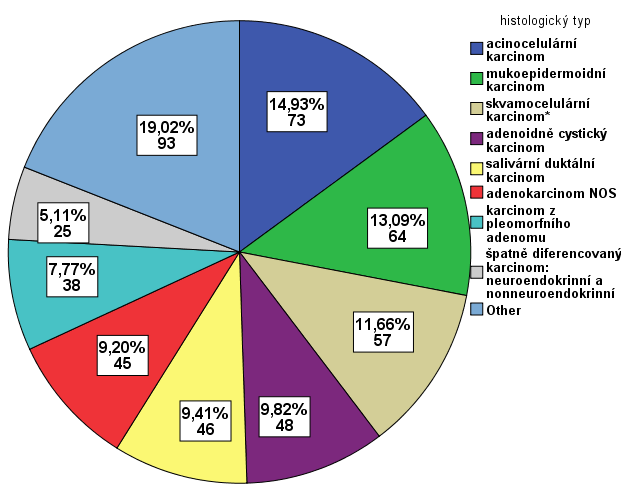 histologický typ
acinocelulární
karcinom
mukoepidermoidní
karcinom
skvamocelulární
karcinom*
adenoidně cystický
karcinom
salivární duktální
karcinom
adenokarcinom NOS
karcinom z
pleomorfního
adenomu
špatně diferencovaný
karcinom:
neuroendokrinní a
nonneuroendokrinní
Other
14,93%
73
13,09%
64
11,66%
57
9,82%
48
9,41%
46
9,20%
45
7,77%
38
5,11%
25
19,02%
93